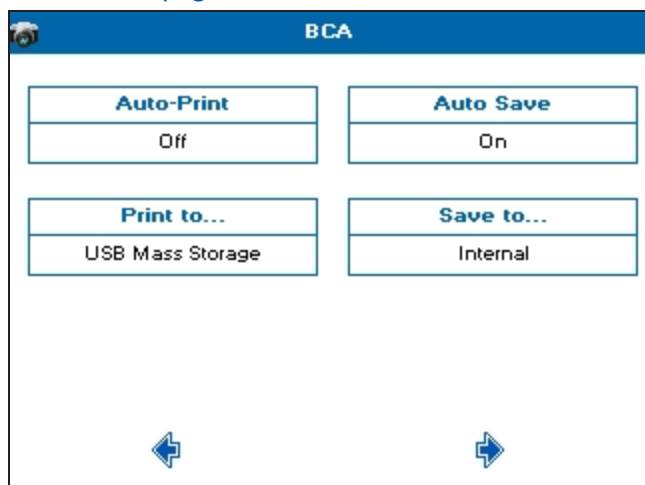 BCA
Auto-Print
Auto Save
Off
On
Print to...
Save to...
USB Mass Storage
Internal